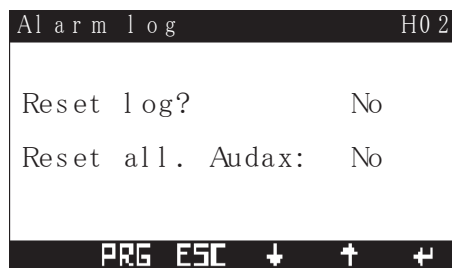 Alarm log H02
Reset log? No
Reset all. Audax: No
PRG ESC ↓ ↑ ↵